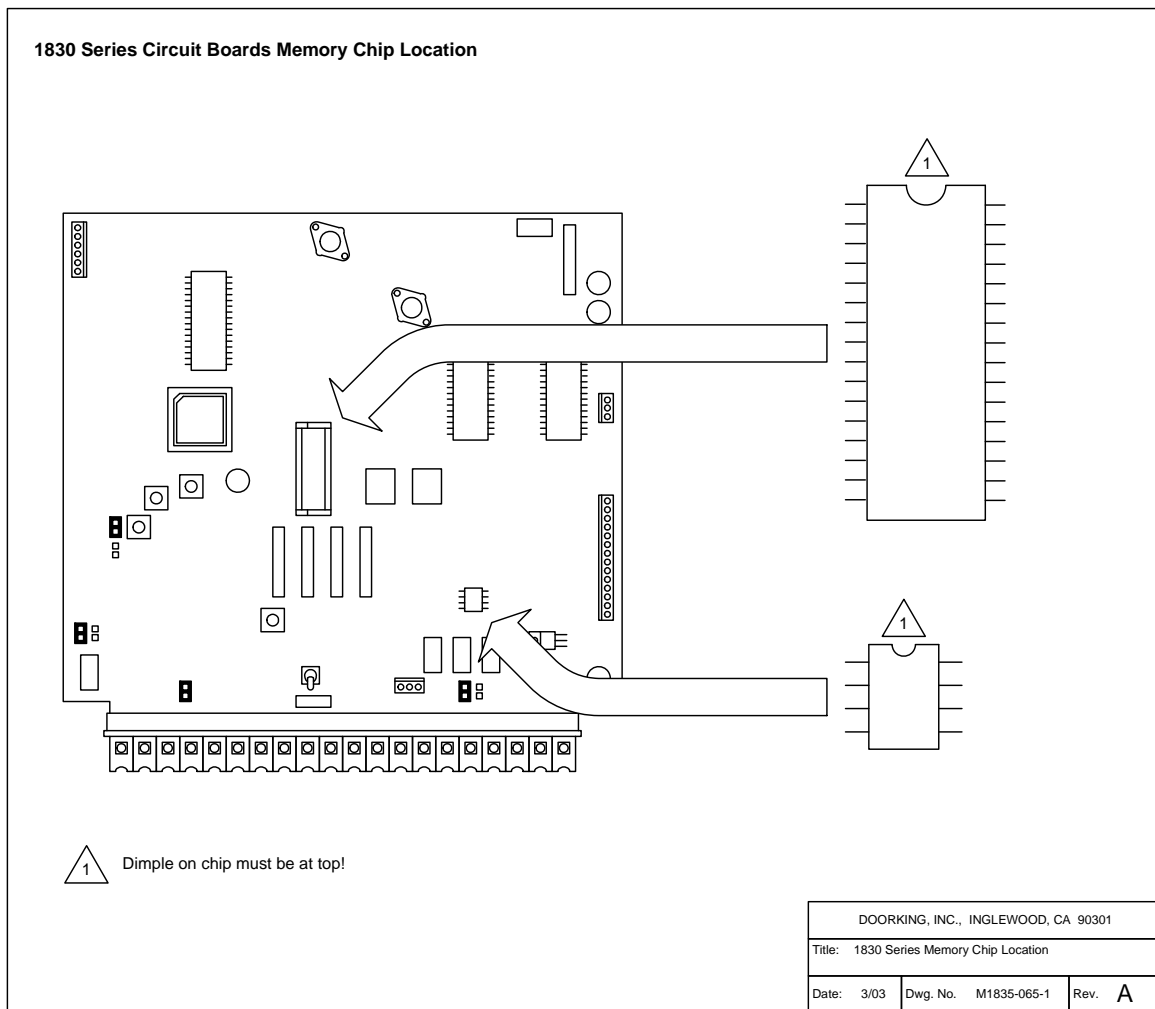 1830 Series Circuit Boards Memory Chip Location
1
1
1 Dimple on chip must be at top!
DOORKING, INC., INGLEWOOD, CA 90301
Title: 1830 Series Memory Chip Location
Date: 3/03 Dwg. No. M1835-065-1 Rev. A